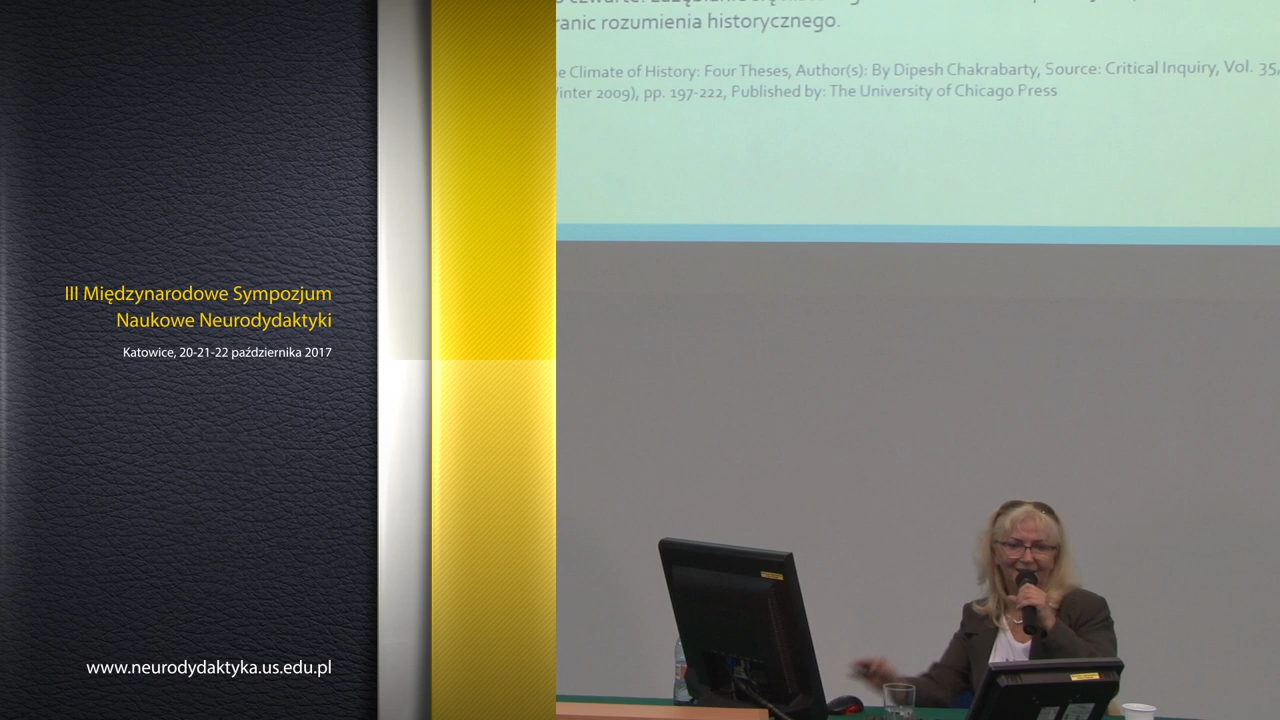 III Międzynarodowe Sympozjum
Naukowe Neurodydaktyki
Katowice, 20-21-22 października 2017
www.neurodydaktyka.us.edu.pl
ranic rozumienia historycznego.
e Climate of History: Four Theses, Author(s): By Dipesh Chakrabarty, Source: Critical Inquiry, Vol. 35,
inter 2009), pp. 197-222, Published by: The University of Chicago Press